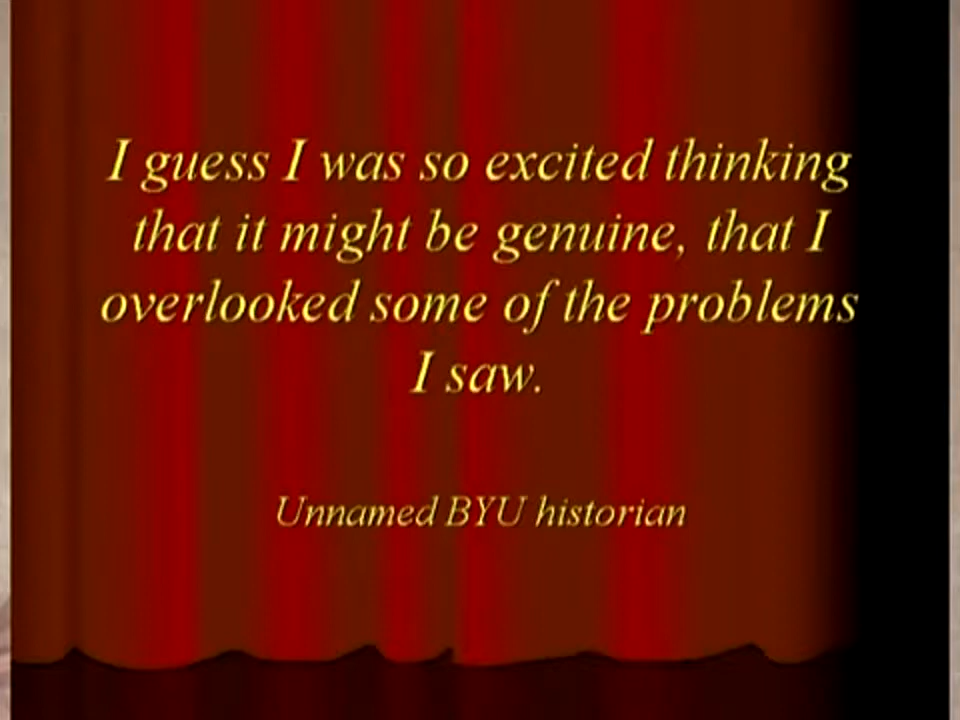 I guess I was so excited thinking
that it might be genuine, that I
overlooked some of the problems
I saw.
Unnamed BYU historian